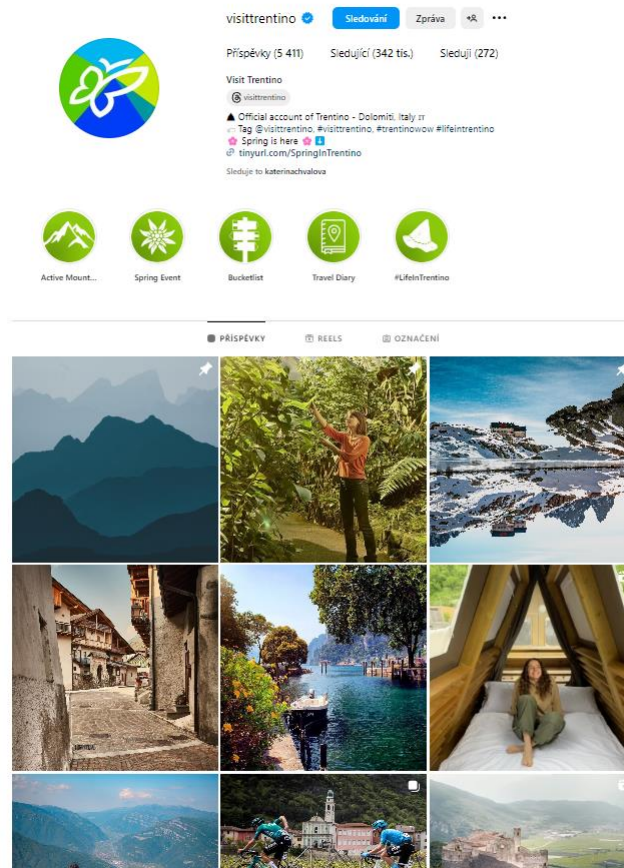 visittrentino
Sledování
Zpráva
Příspěvky (5 411)
Sledující (342 tis.)
Sleduji (272)
Visit Trentino
visittrentino
Official account of Trentino - Dolomiti, Italy
Tag @visittrentino, #visittrentino, #trentinowow #lifeintrentino
Spring is here
tinyurl.com/SpringInTrentino
Sleduje to katerinachvalova
Active Mount...
Spring Event
Bucketlist
Travel Diary
#LifeInTrentino
PŘÍSPĚVKY
REELS
OZNAČENÍ